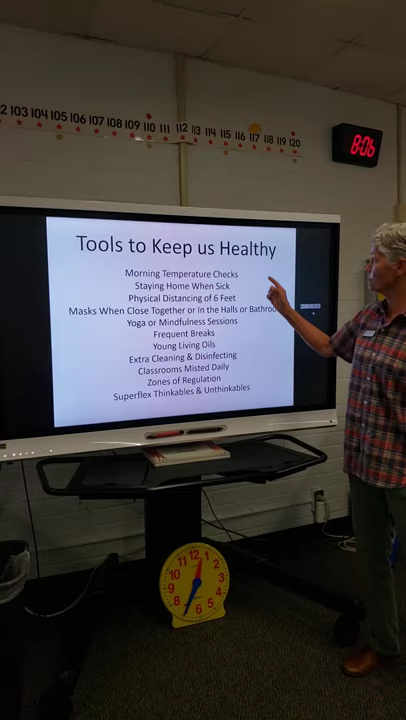 2 103 104 105 106 107 108 109 110 111 112 113 114 115 116 117 118 119 120
8:06
Tools to Keep us Healthy
Morning Temperature Checks
Staying Home When Sick
Physical Distancing of 6 Feet
Masks When Close Together or In the Halls or Bathroo
Yoga or Mindfulness Sessions
Frequent Breaks
Young Living Oils
Extra Cleaning & Disinfecting
Classrooms Misted Daily
Zones of Regulation
Superflex Thinkables & Unthinkables
12 1 2 3 4 5 6 7 8 9 10 11